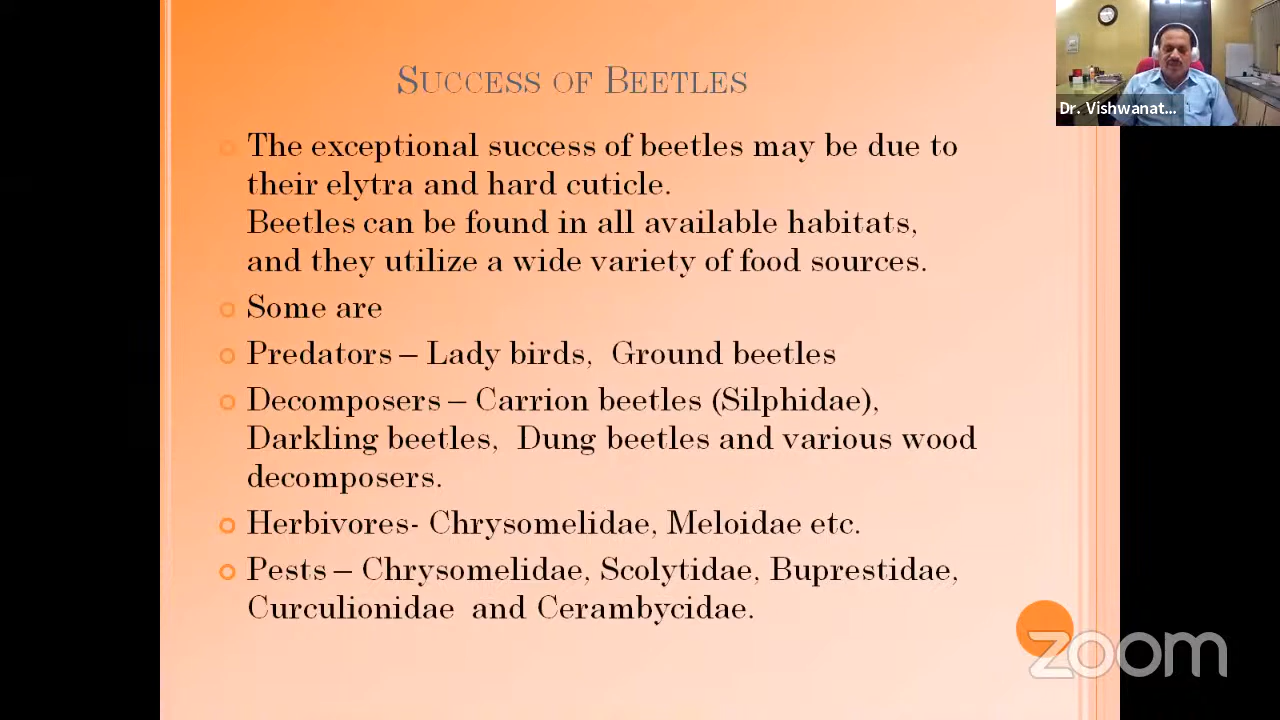 SUCCESS OF BEETLES
The exceptional success of beetles may be due to
their elytra and hard cuticle.
Beetles can be found in all available habitats,
and they utilize a wide variety of food sources.
Some are
Predators – Lady birds, Ground beetles
Decomposers – Carrion beetles (Silphidae),
Darkling beetles, Dung beetles and various wood
decomposers.
Herbivores- Chrysomelidae, Meloidae etc.
Pests – Chrysomelidae, Scolytidae, Buprestidae,
Curculionidae and Cerambycidae.
Dr. Vishwanat...
zoom